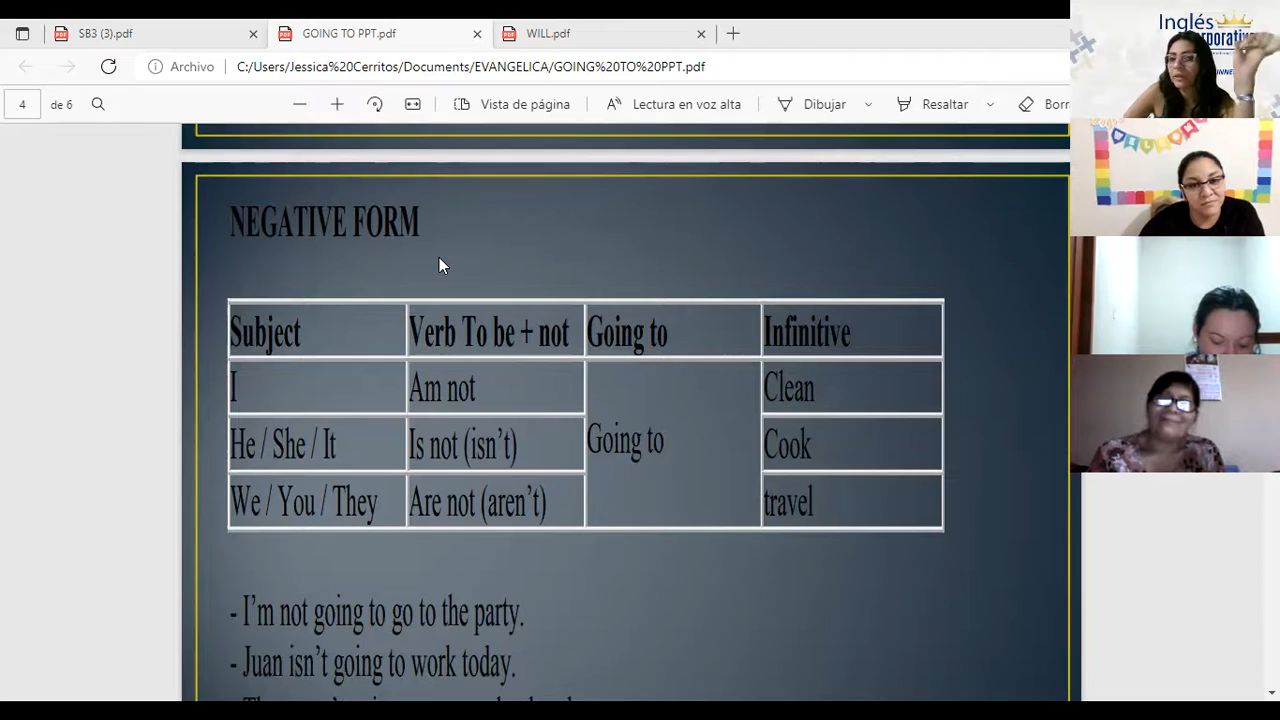 SB3 (3).pdf
GOING TO PPT.pdf
WILL.pdf
Archivo
C:/Users/Jessica%20Cerritos/Documents/EVANGELICA/GOING%20TO%20PPT.pdf
4 de 6
Vista de página
Lectura en voz alta
Dibujar
Resaltar
Borr
NEGATIVE FORM
Subject Verb To be + not Going to Infinitive
I Am not Clean
He / She / It Is not (isn't) Going to Cook
We / You / They Are not (aren't) travel
- I'm not going to go to the party.
- Juan isn't going to work today.
Inglés